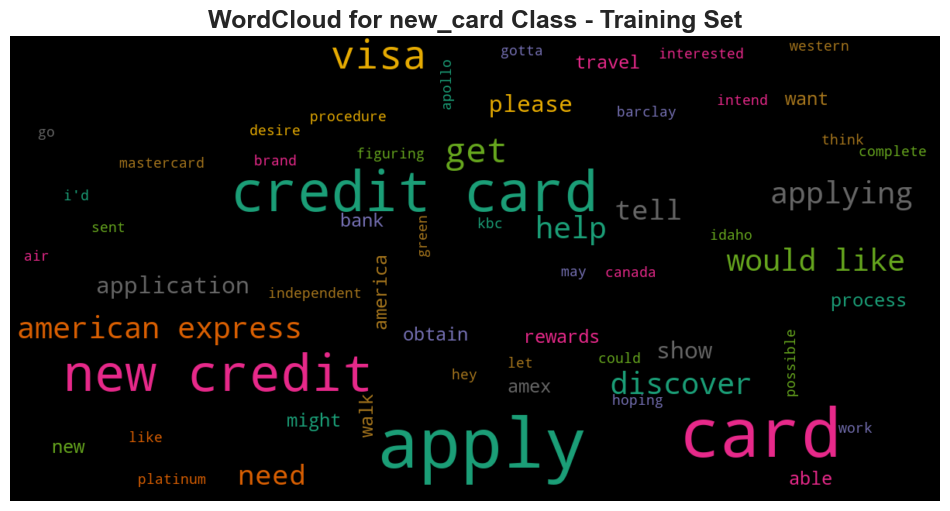 WordCloud for new_card Class - Training Set
visa
gotta
travel
interested
western
apollo
please
barclay
intend
want
go
desire
procedure
think
complete
mastercard
brand
figuring
get
i'd
credit card
applying
sent
bank
green
kbc
help
tell
idaho
air
would like
application
independent
america
may
canada
process
american express
obtain
rewards
show
possible
new credit
hey
let
could
amex
discover
hoping
might
walk
apply
card
work
new
like
platinum
need
able